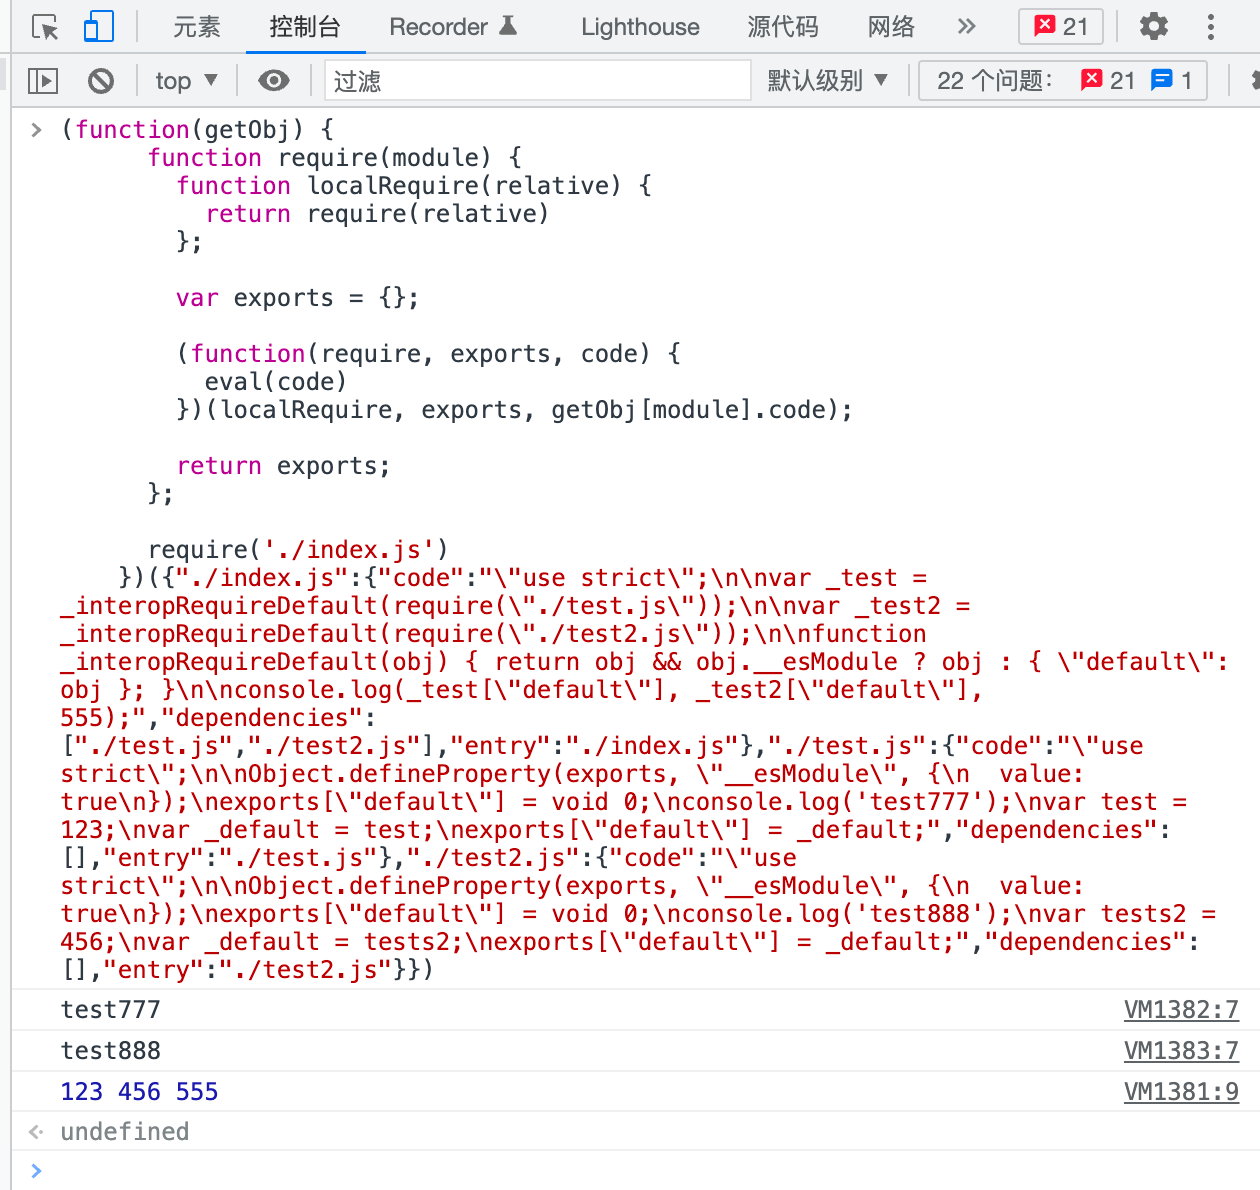 元素 控制台 Recorder Lighthouse 源代码 网络 » 21
top ▼ 过滤 默认级别 ▼ 22 个问题： 21 1
> (function(getObj) {
function require(module) {
function localRequire(relative) {
return require(relative)
};
var exports = {};
(function(require, exports, code) {
eval(code)
})(localRequire, exports, getObj[module].code);
return exports;
};
require('./index.js')
})({"./index.js":{"code":"\"use strict\";\n\nvar _test =
_interopRequireDefault(require(\"./test.js\"));\n\nvar _test2 =
_interopRequireDefault(require(\"./test2.js\"));\n\nfunction
_interopRequireDefault(obj) { return obj && obj.__esModule ? obj : { \"default\":
obj }; }\n\nconsole.log(_test[\"default\"], _test2[\"default\"],
555);","dependencies":
["./test.js","./test2.js"],"entry":"./index.js"},"./test.js":{"code":"\"use
strict\";\n\nObject.defineProperty(exports, \"__esModule\", {\n  value:
true\n});\nexports[\"default\"] = void 0;\nconsole.log('test777');\nvar test =
123;\nvar _default = test;\nexports[\"default\"] = _default;","dependencies":
[],"entry":"./test.js"},"./test2.js":{"code":"\"use
strict\";\n\nObject.defineProperty(exports, \"__esModule\", {\n  value:
true\n});\nexports[\"default\"] = void 0;\nconsole.log('test888');\nvar tests2 =
456;\nvar _default = tests2;\nexports[\"default\"] = _default;","dependencies":
[],"entry":"./test2.js"}})
test777 VM1382:7
test888 VM1383:7
123 456 555 VM1381:9
undefined
>